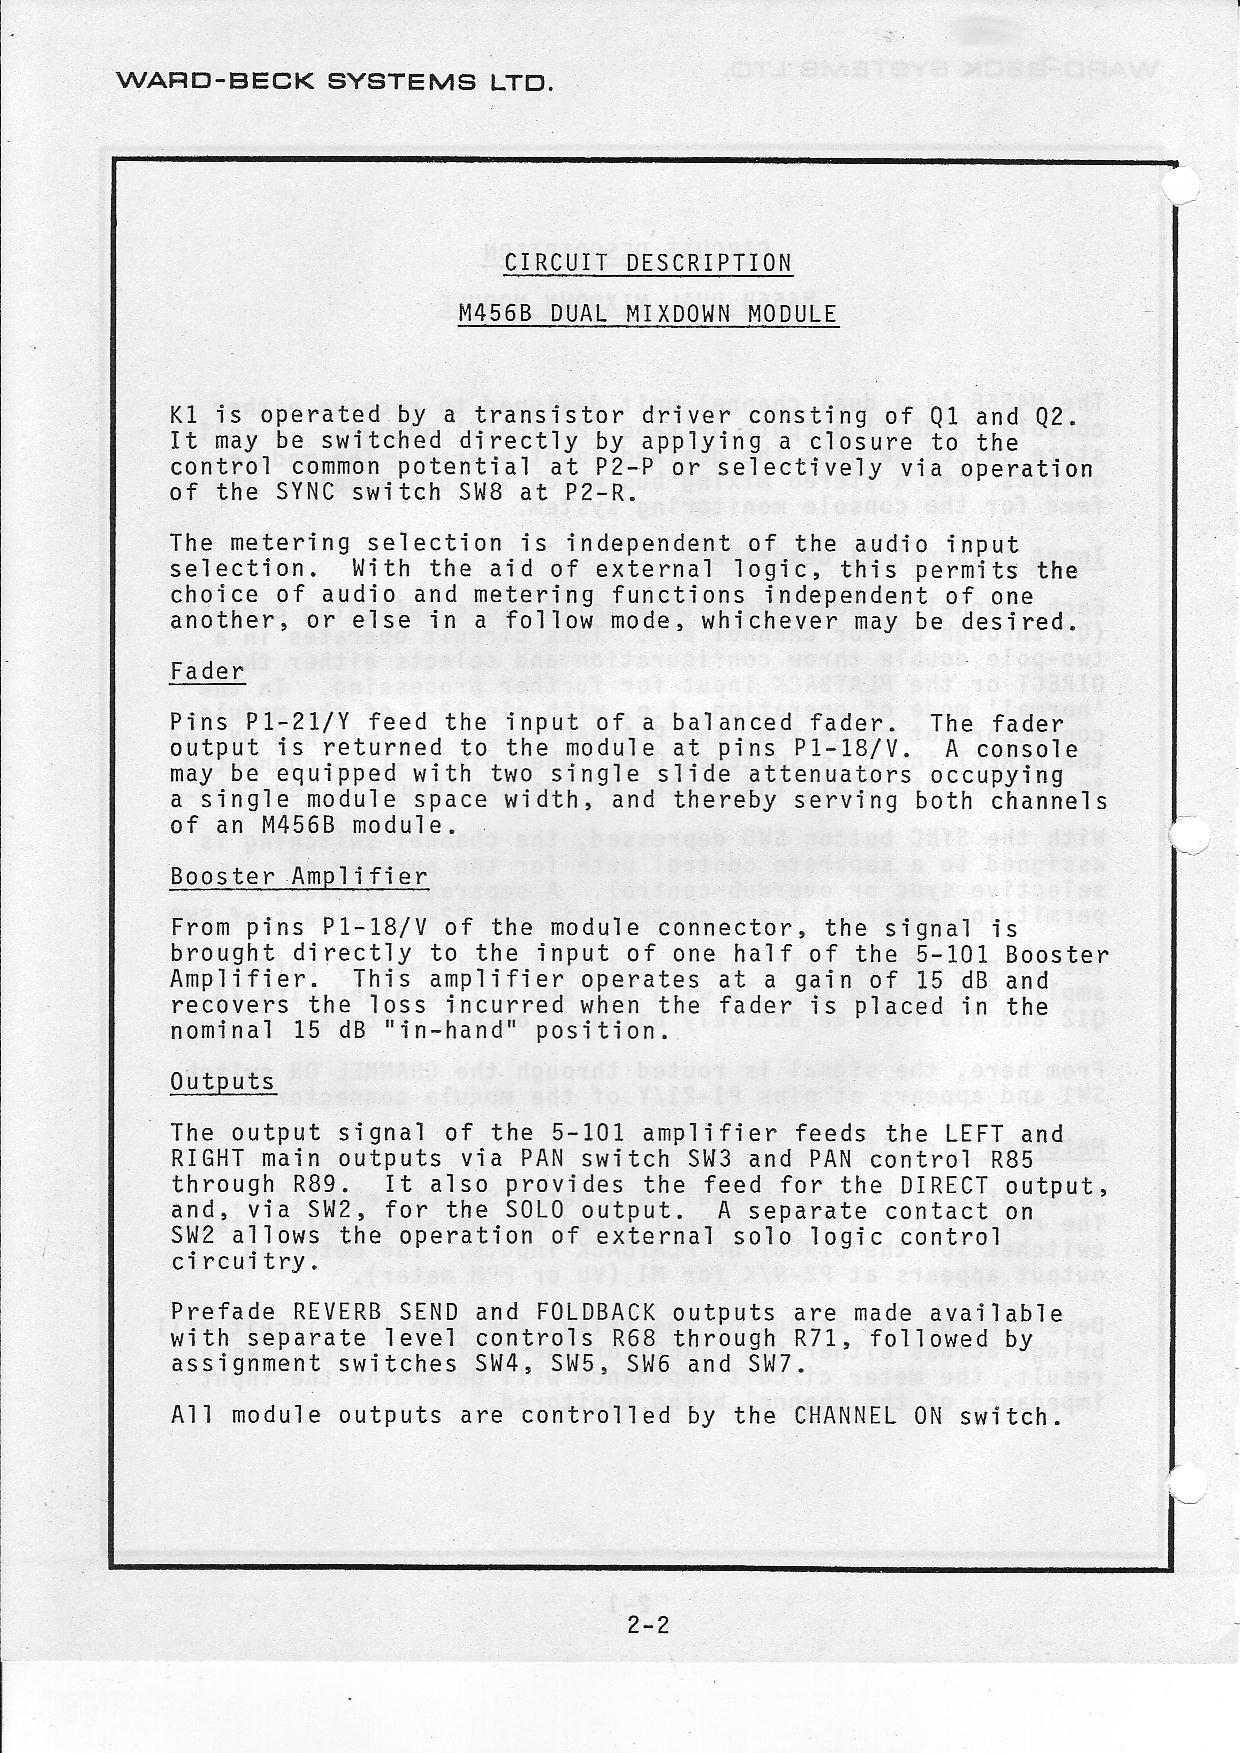 WARD-BECK SYSTEMS LTD.
CIRCUIT DESCRIPTION
M456B DUAL MIXDOWN MODULE
K1 is operated by a transistor driver consting of Q1 and Q2.
It may be switched directly by applying a closure to the
control common potential at P2-P or selectively via operation
of the SYNC switch SW8 at P2-R.
The metering selection is independent of the audio input
selection. With the aid of external logic, this permits the
choice of audio and metering functions independent of one
another, or else in a follow mode, whichever may be desired.
Fader
Pins P1-21/Y feed the input of a balanced fader. The fader
output is returned to the module at pins P1-18/V. A console
may be equipped with two single slide attenuators occupying
a single module space width, and thereby serving both channels
of an M456B module.
Booster Amplifier
From pins P1-18/V of the module connector, the signal is
brought directly to the input of one half of the 5-101 Booster
Amplifier. This amplifier operates at a gain of 15 dB and
recovers the loss incurred when the fader is placed in the
nominal 15 dB "in-hand" position.
Outputs
The output signal of the 5-101 amplifier feeds the LEFT and
RIGHT main outputs via PAN switch SW3 and PAN control R85
through R89. It also provides the feed for the DIRECT output,
and, via SW2, for the SOLO output. A separate contact on
SW2 allows the operation of external solo logic control
circuitry.
Prefade REVERB SEND and FOLDBACK outputs are made available
with separate level controls R68 through R71, followed by
assignment switches SW4, SW5, SW6 and SW7.
All module outputs are controlled by the CHANNEL ON switch.
2-2